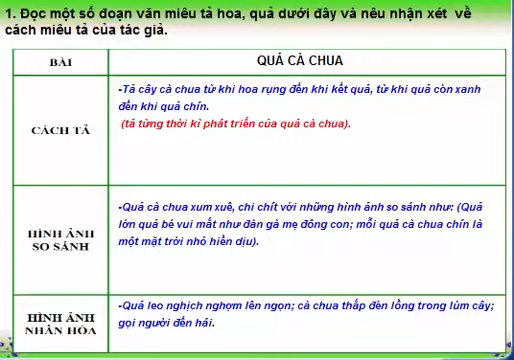 1. Đọc một số đoạn văn miêu tả hoa, quả dưới đây và nêu nhận xét về
cách miêu tả của tác giả.
BÀI
QUẢ CÀ CHUA
CÁCH TẢ
-Tả cây cà chua từ khi hoa rụng đến khi kết quả, từ khi quả còn xanh
đến khi quả chín.
(tả từng thời kì phát triển của quả cà chua).
HÌNH ẢNH
SO SÁNH
-Quả cà chua xum xuê, chi chít với những hình ảnh so sánh như: (Quả
lớn quả bé vui mắt như đàn gà mẹ đông con; mỗi quả cà chua chín là
một mặt trời nhỏ hiền dịu).
HÌNH ẢNH
NHÂN HÓA
-Quả leo nghịch nghợm lên ngọn; cà chua thắp đèn lồng trong lùm cây;
gọi người đến hái.